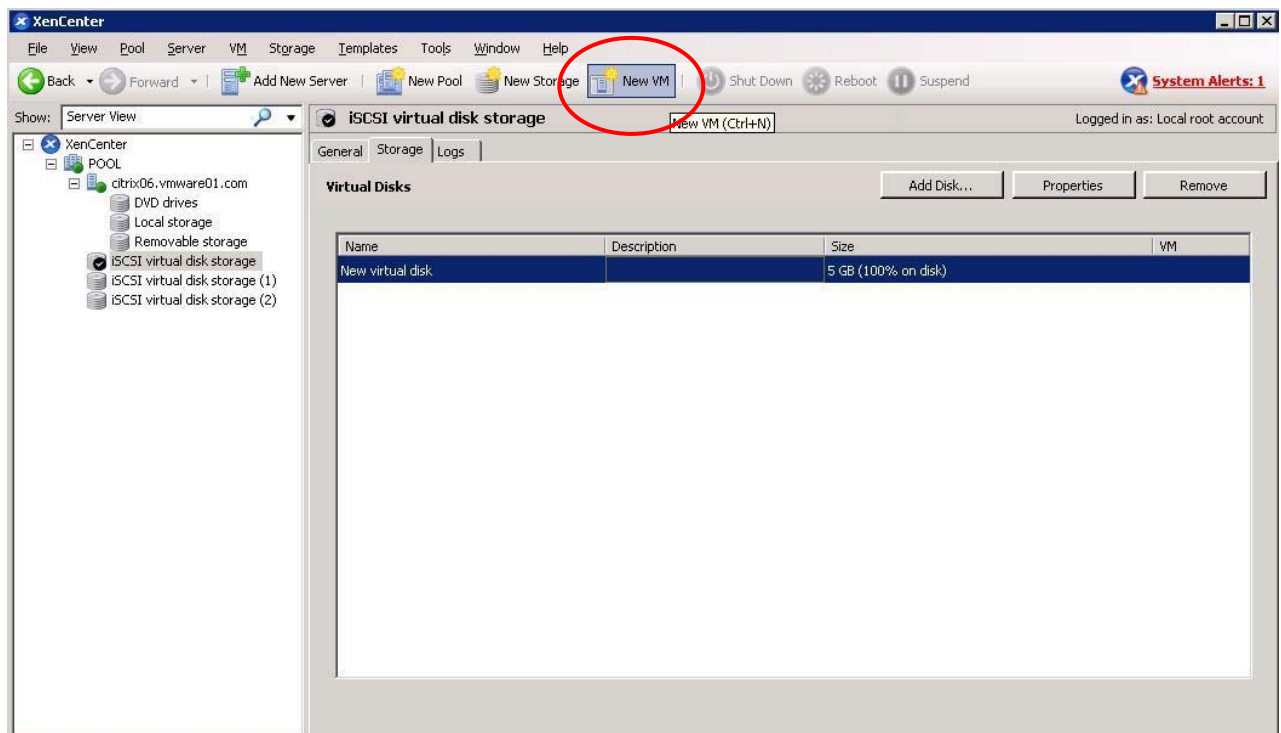 XenCenter
File View Pool Server VM Storage Templates Tools Window Help
Back Forward Add New Server New Pool New Storage New VM Shut Down Reboot Suspend System Alerts: 1
Show: Server View
iSCSI virtual disk storage
Logged in as: Local root account
New VM (Ctrl+N)
XenCenter
POOL
citrix06.vmware01.com
DVD drives
Local storage
Removable storage
iSCSI virtual disk storage
iSCSI virtual disk storage (1)
iSCSI virtual disk storage (2)
General Storage Logs
Virtual Disks
Add Disk... Properties Remove
Name Description Size VM
New virtual disk 5 GB (100% on disk)